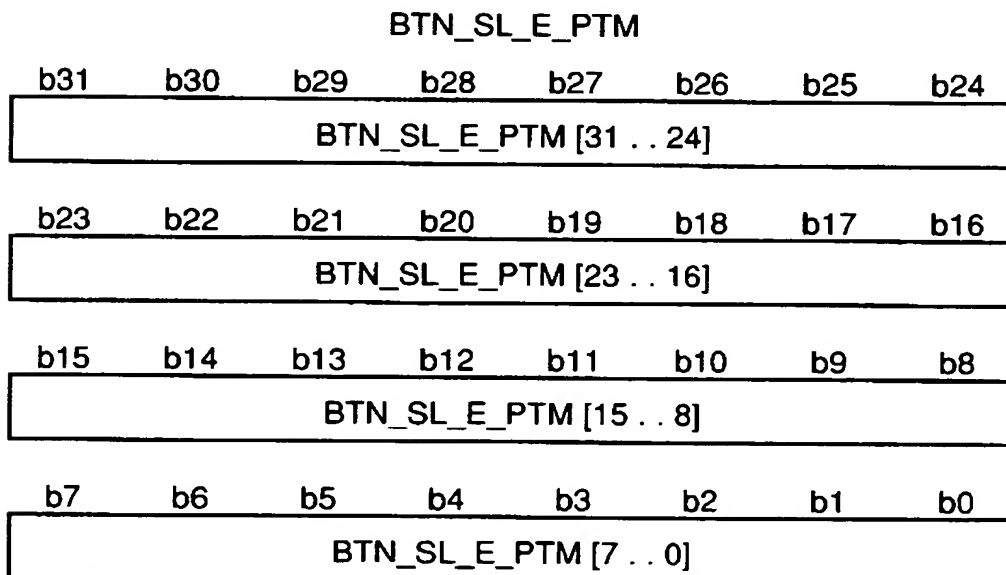 BTN_SL_E_PTM
b31 b30 b29 b28 b27 b26 b25 b24
BTN_SL_E_PTM [31 . . 24]
b23 b22 b21 b20 b19 b18 b17 b16
BTN_SL_E_PTM [23 . . 16]
b15 b14 b13 b12 b11 b10 b9 b8
BTN_SL_E_PTM [15 . . 8]
b7 b6 b5 b4 b3 b2 b1 b0
BTN_SL_E_PTM [7 . . 0]